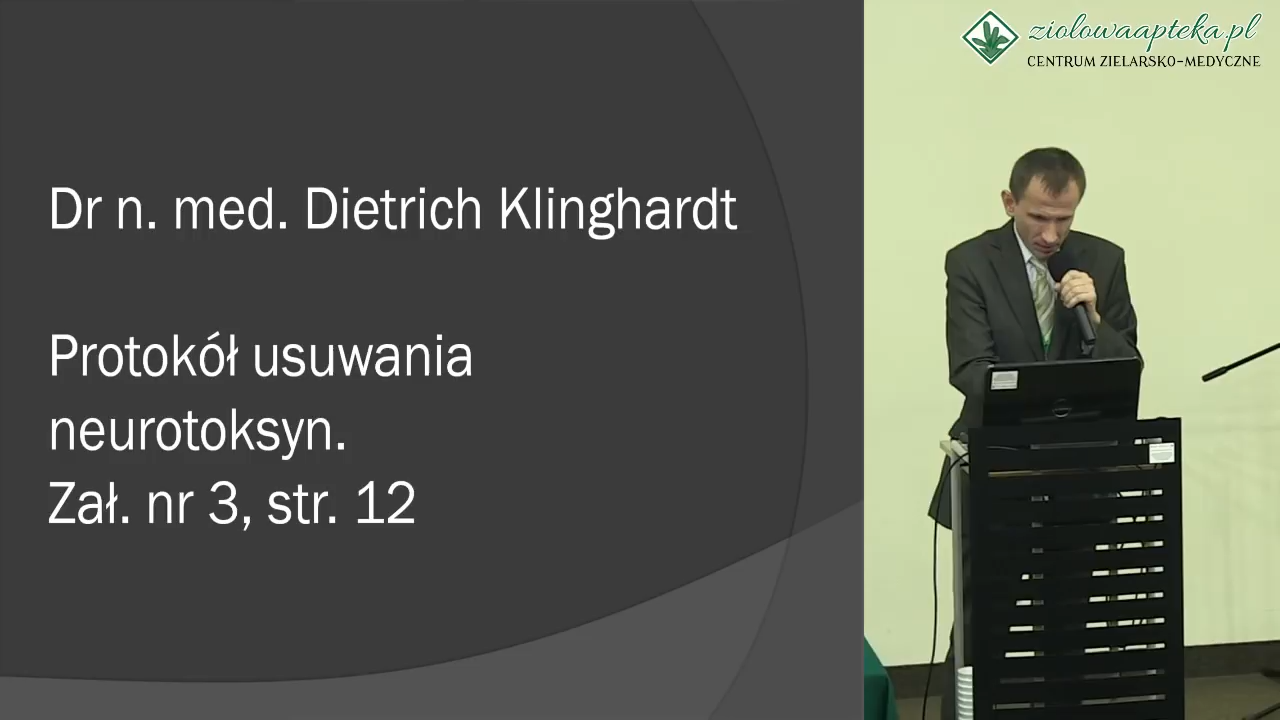 ziolowaapteka.pl
CENTRUM ZIELARSKO-MEDYCZNE
Dr n. med. Dietrich Klinghardt
Protokół usuwania
neurotoksyn.
Zał. nr 3, str. 12